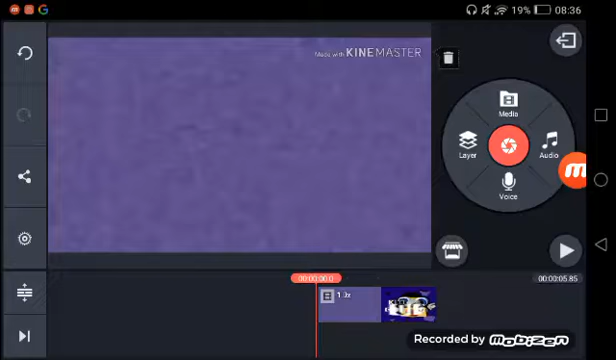 19% 08:36
Made with KINEMASTER
Media
Layer
Audio
Voice
00:00:00.0
00:00:05.85
1.3x
Recorded by mobizen